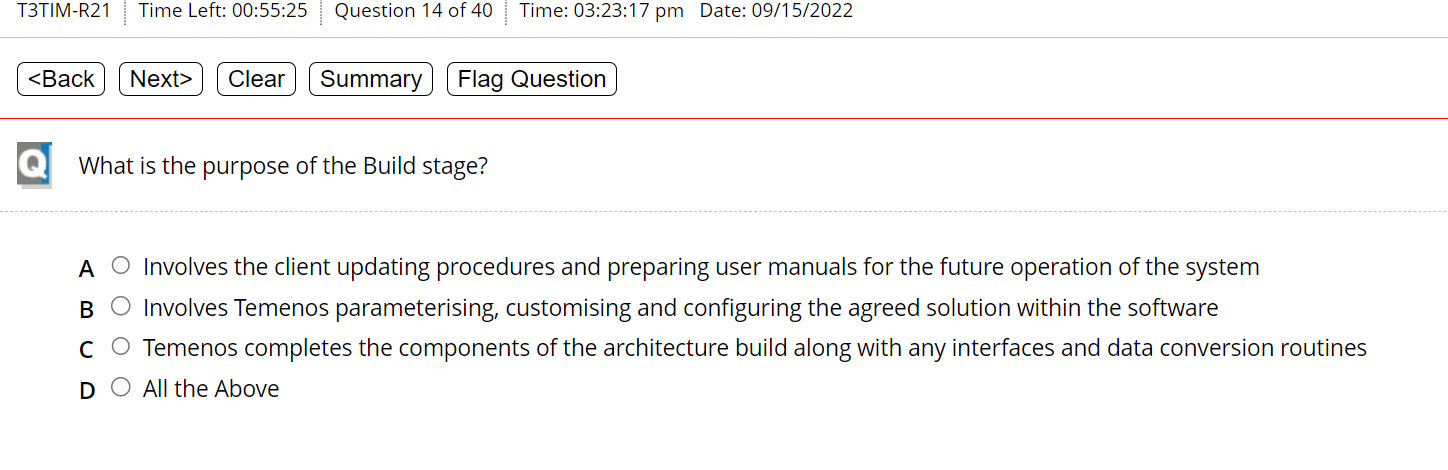 T3TIM-R21 Time Left: 00:55:25 Question 14 of 40 Time: 03:23:17 pm Date: 09/15/2022
<Back Next> Clear Summary Flag Question
Q What is the purpose of the Build stage?
A Involves the client updating procedures and preparing user manuals for the future operation of the system
B Involves Temenos parameterising, customising and configuring the agreed solution within the software
C Temenos completes the components of the architecture build along with any interfaces and data conversion routines
D All the Above